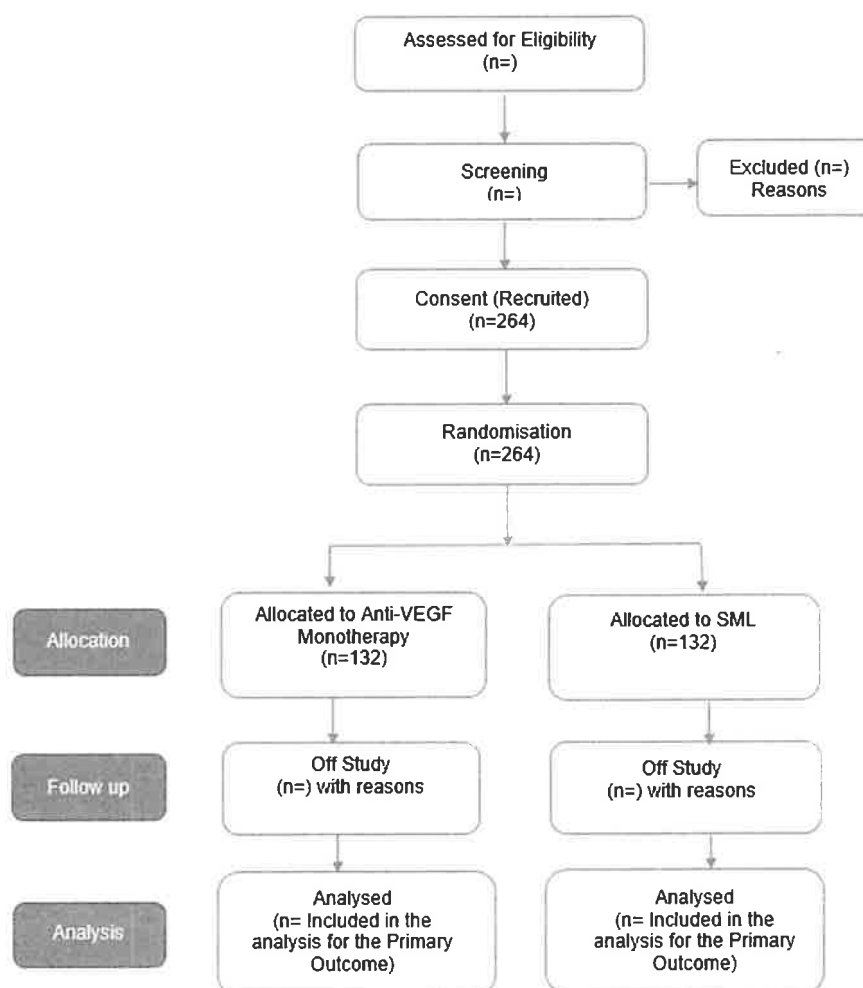 Assessed for Eligibility
(n=)
Screening
(n=)
Excluded (n=)
Reasons
Consent (Recruited)
(n=264)
Randomisation
(n=264)
Allocation
Allocated to Anti-VEGF
Monotherapy
(n=132)
Allocated to SML
(n=132)
Follow up
Off Study
(n=) with reasons
Off Study
(n=) with reasons
Analysis
Analysed
(n= Included in the
analysis for the Primary
Outcome)
Analysed
(n= Included in the
analysis for the Primary
Outcome)